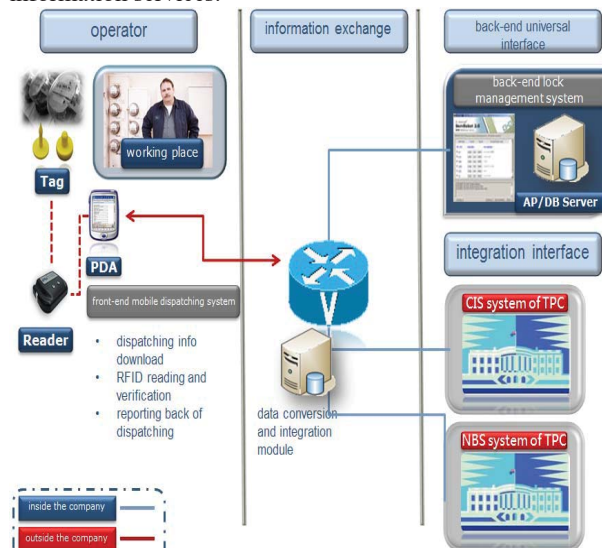 information services.
operator
information exchange
back-end universal
interface
back-end lock
management system
working place
Tag
AP/DB Server
integration interface
PDA
front-end mobile dispatching system
CIS system of TPC
Reader
• dispatching info
download
• RFID reading and
verification
• reporting back of
dispatching
data conversion
and integration
module
NBS system of TPC
inside the company
outside the company